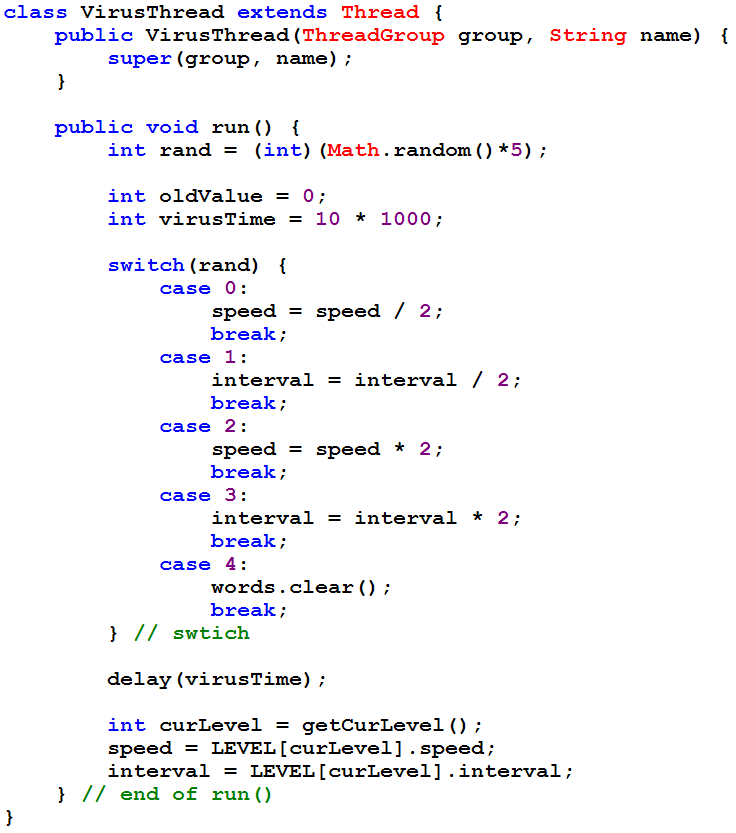 class VirusThread extends Thread {
    public VirusThread(ThreadGroup group, String name) {
        super(group, name);
    }

    public void run() {
        int rand = (int)(Math.random()*5);

        int oldValue = 0;
        int virusTime = 10 * 1000;

        switch(rand) {
            case 0:
                speed = speed / 2;
                break;
            case 1:
                interval = interval / 2;
                break;
            case 2:
                speed = speed * 2;
                break;
            case 3:
                interval = interval * 2;
                break;
            case 4:
                words.clear();
                break;
        } // swtich

        delay(virusTime);

        int curLevel = getCurLevel();
        speed = LEVEL[curLevel].speed;
        interval = LEVEL[curLevel].interval;
    } // end of run()
}